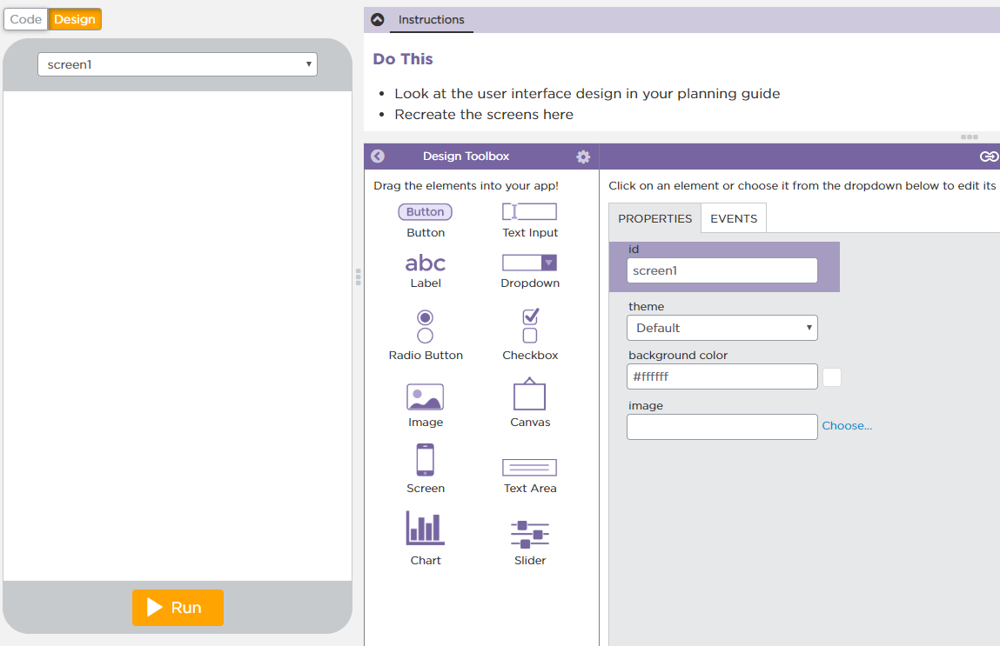 Code Design
screen1
Run
Instructions
Do This
Look at the user interface design in your planning guide
Recreate the screens here
Design Toolbox
Drag the elements into your app!
Button
Button
Text Input
abc
Label
Dropdown
Radio Button
Checkbox
Image
Canvas
Screen
Text Area
Chart
Slider
Click on an element or choose it from the dropdown below to edit its
PROPERTIES EVENTS
id
screen1
theme
Default
background color
#ffffff
image
Choose...